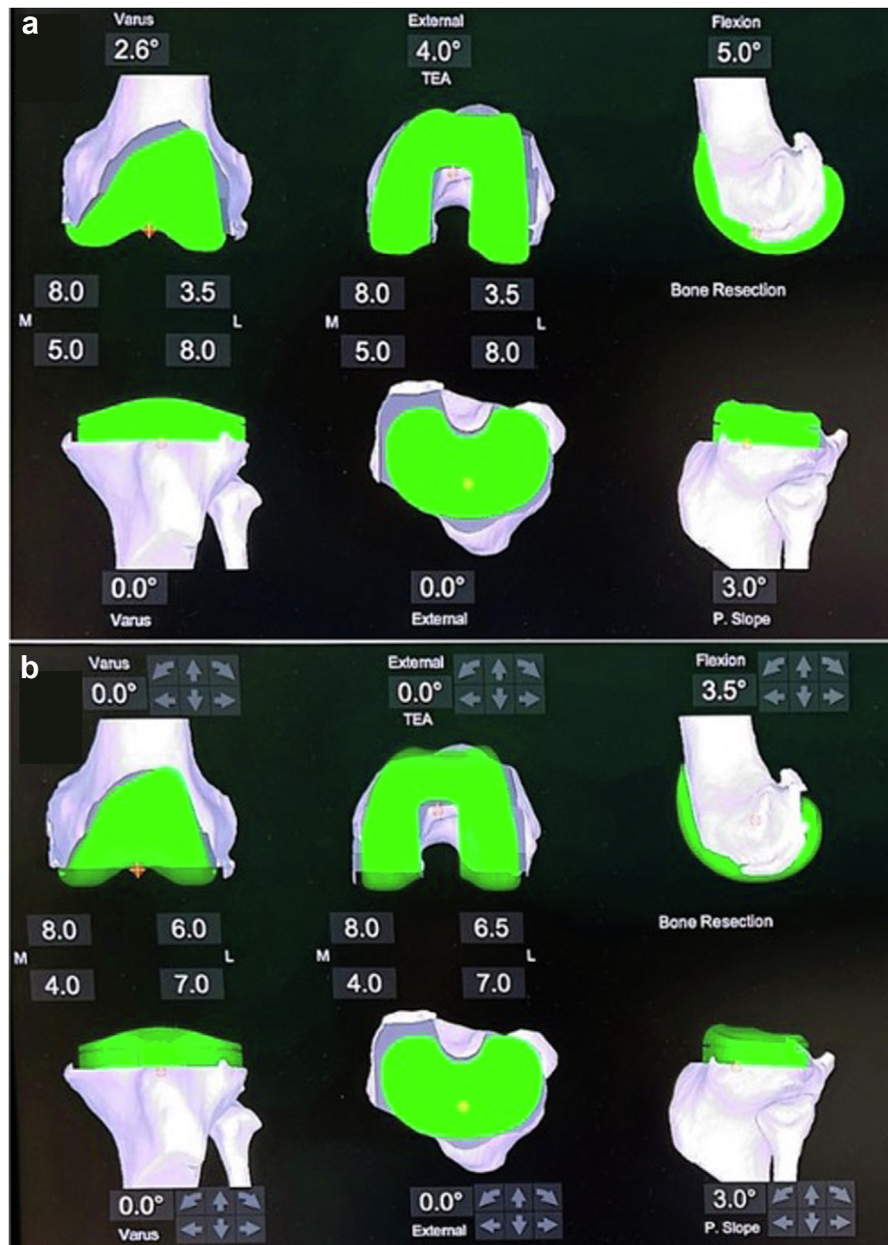 a
Varus External Flexion
2.6° 4.0° 5.0°
TEA
8.0 3.5 8.0 3.5 Bone Resection
M L M L
5.0 8.0 5.0 8.0
0.0° 0.0° 3.0°
Varus External P. Slope
b
Varus External Flexion
0.0° 0.0° 3.5°
TEA
8.0 6.0 8.0 6.5 Bone Resection
M L M L
4.0 7.0 4.0 7.0
0.0° 0.0° 3.0°
Varus External P. Slope